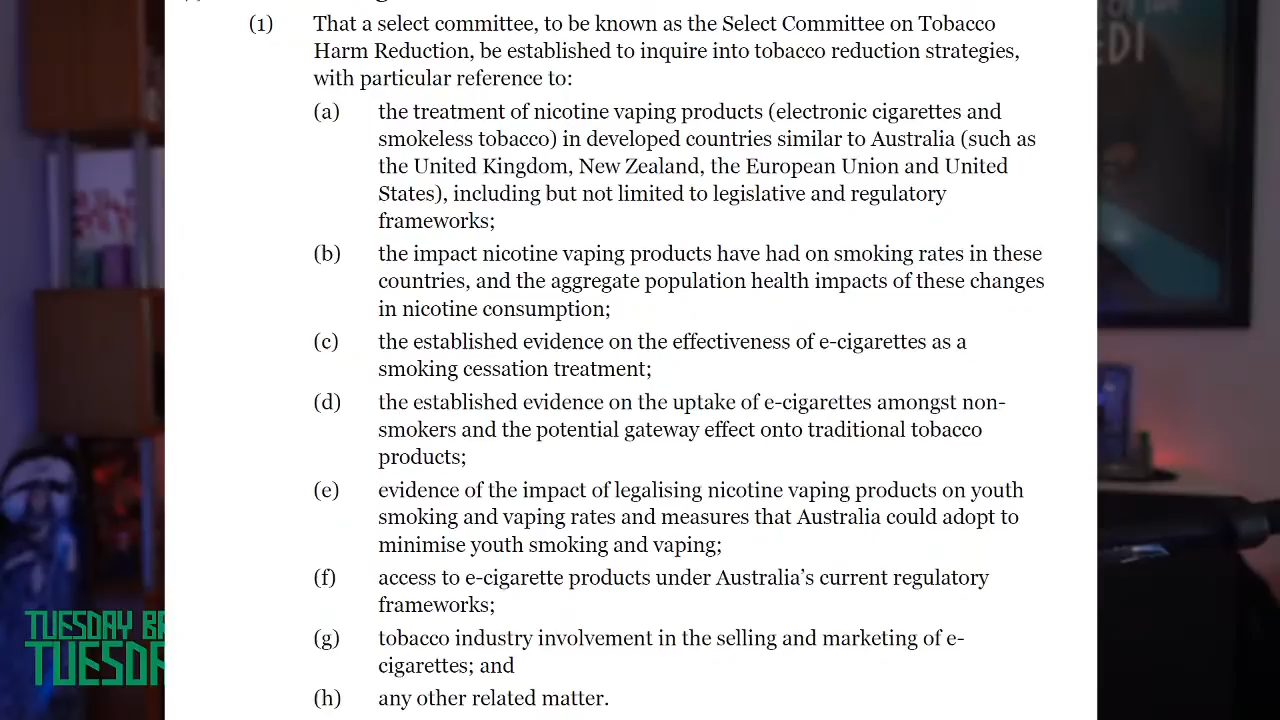 (1) That a select committee, to be known as the Select Committee on Tobacco
Harm Reduction, be established to inquire into tobacco reduction strategies,
with particular reference to:
(a) the treatment of nicotine vaping products (electronic cigarettes and
smokeless tobacco) in developed countries similar to Australia (such as
the United Kingdom, New Zealand, the European Union and United
States), including but not limited to legislative and regulatory
frameworks;
(b) the impact nicotine vaping products have had on smoking rates in these
countries, and the aggregate population health impacts of these changes
in nicotine consumption;
(c) the established evidence on the effectiveness of e-cigarettes as a
smoking cessation treatment;
(d) the established evidence on the uptake of e-cigarettes amongst non-
smokers and the potential gateway effect onto traditional tobacco
products;
(e) evidence of the impact of legalising nicotine vaping products on youth
smoking and vaping rates and measures that Australia could adopt to
minimise youth smoking and vaping;
(f) access to e-cigarette products under Australia’s current regulatory
frameworks;
(g) tobacco industry involvement in the selling and marketing of e-
cigarettes; and
(h) any other related matter.
TUESDAY